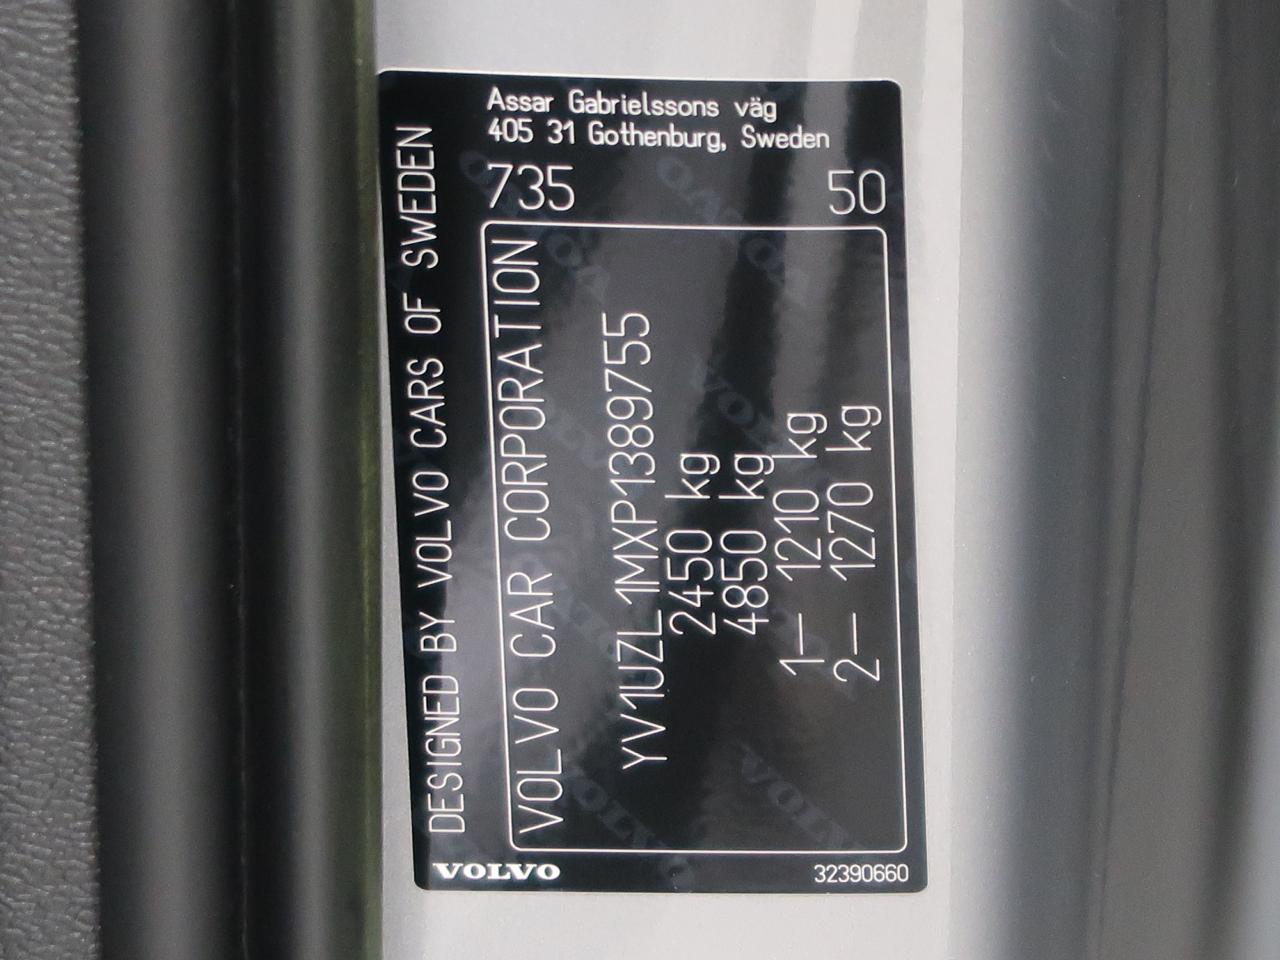 Assar Gabrielssons väg
405 31 Gothenburg, Sweden
735 50
DESIGNED BY VOLVO CARS OF SWEDEN
VOLVO CAR CORPORATION
YV1UZL1MXP1389755
2450 kg
4850 kg
1– 1210 kg
2– 1270 kg
VOLVO
32390660